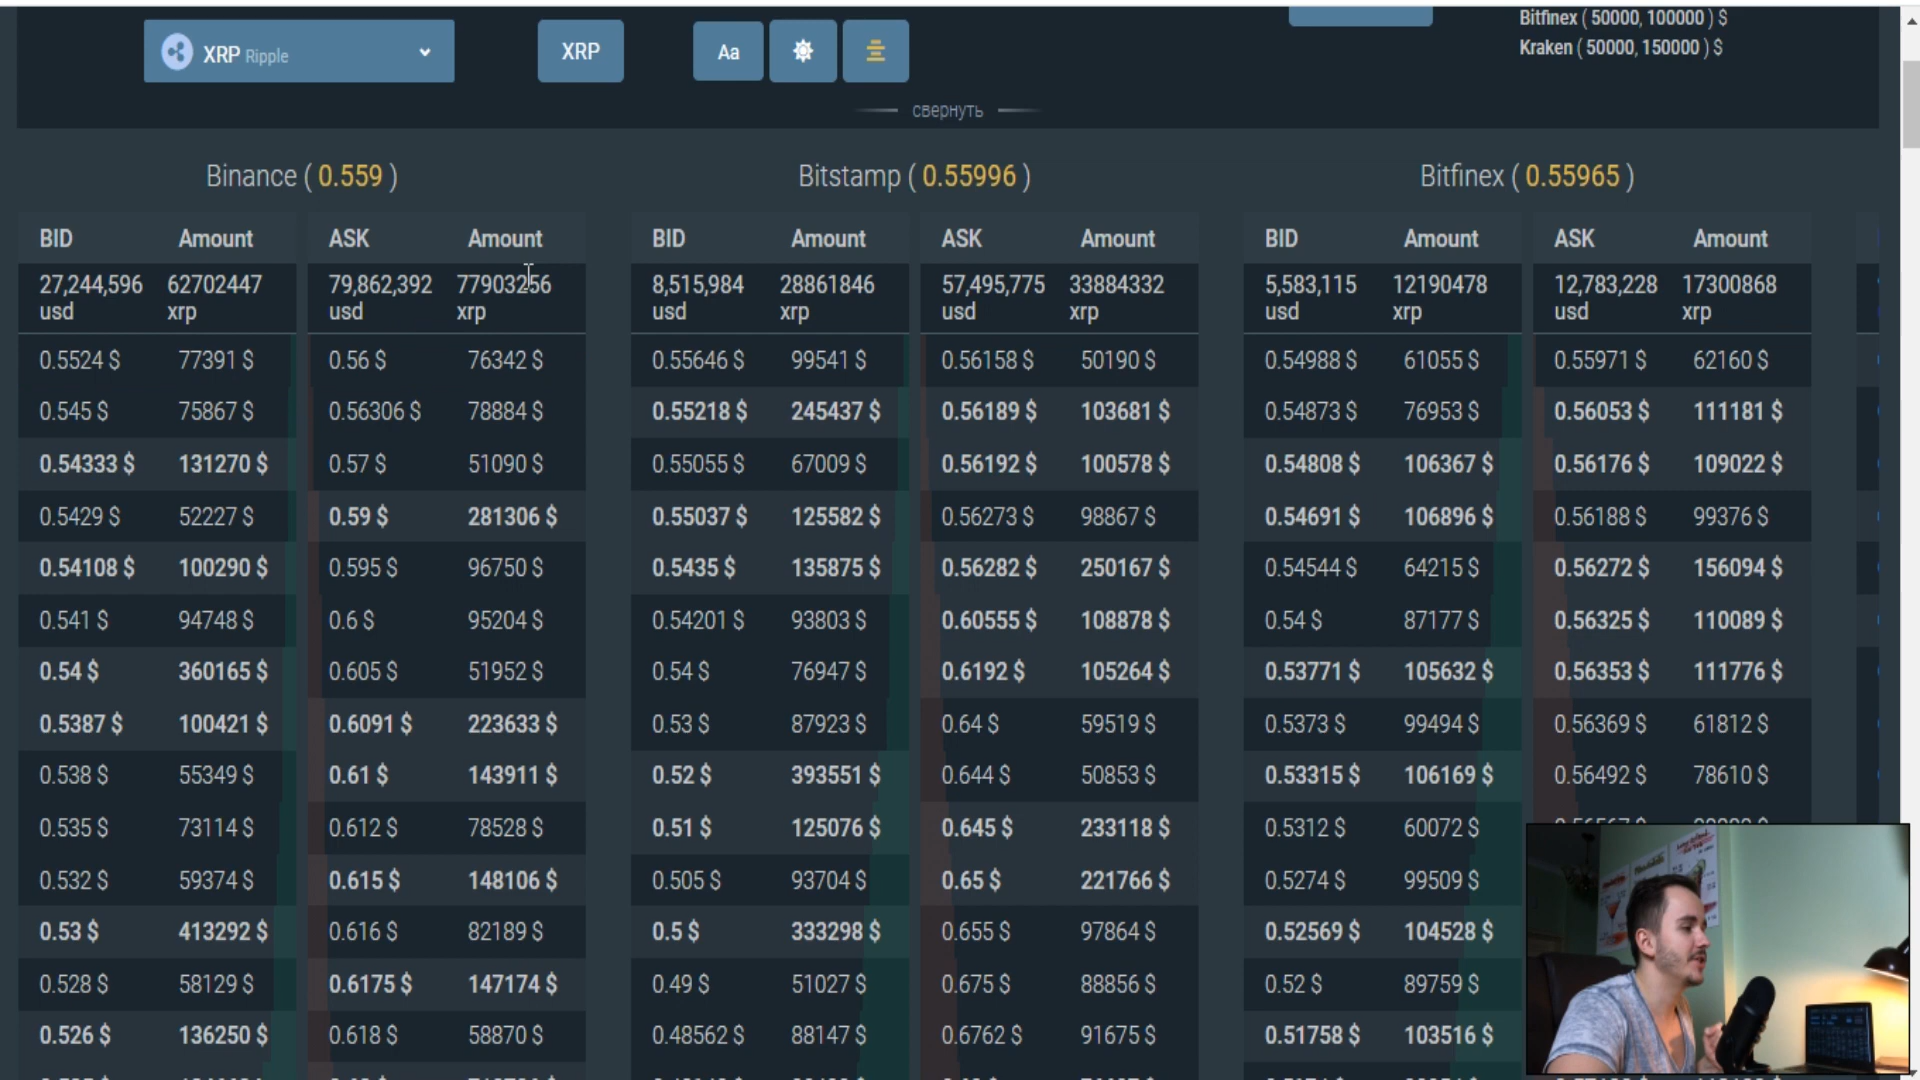 Bitfinex ( 50000, 100000 ) $
XRP Ripple XRP Aa Kraken ( 50000, 150000 ) $
свернуть
Binance ( 0.559 ) Bitstamp ( 0.55996 ) Bitfinex ( 0.55965 )
BID Amount ASK Amount BID Amount ASK Amount BID Amount ASK Amount
27,244,596 62702447 79,862,392 77903256 8,515,984 28861846 57,495,775 33884332 5,583,115 12190478 12,783,228 17300868
usd xrp usd xrp usd xrp usd xrp usd xrp usd xrp
0.5524 $ 77391 $ 0.56 $ 76342 $ 0.55646 $ 99541 $ 0.56158 $ 50190 $ 0.54988 $ 61055 $ 0.55971 $ 62160 $
0.545 $ 75867 $ 0.56306 $ 78884 $ 0.55218 $ 245437 $ 0.56189 $ 103681 $ 0.54873 $ 76953 $ 0.56053 $ 111181 $
0.54333 $ 131270 $ 0.57 $ 51090 $ 0.55055 $ 67009 $ 0.56192 $ 100578 $ 0.54808 $ 106367 $ 0.56176 $ 109022 $
0.5429 $ 52227 $ 0.59 $ 281306 $ 0.55037 $ 125582 $ 0.56273 $ 98867 $ 0.54691 $ 106896 $ 0.56188 $ 99376 $
0.54108 $ 100290 $ 0.595 $ 96750 $ 0.5435 $ 135875 $ 0.56282 $ 250167 $ 0.54544 $ 64215 $ 0.56272 $ 156094 $
0.541 $ 94748 $ 0.6 $ 95204 $ 0.54201 $ 93803 $ 0.60555 $ 108878 $ 0.54 $ 87177 $ 0.56325 $ 110089 $
0.54 $ 360165 $ 0.605 $ 51952 $ 0.54 $ 76947 $ 0.6192 $ 105264 $ 0.53771 $ 105632 $ 0.56353 $ 111776 $
0.5387 $ 100421 $ 0.6091 $ 223633 $ 0.53 $ 87923 $ 0.64 $ 59519 $ 0.5373 $ 99494 $ 0.56369 $ 61812 $
0.538 $ 55349 $ 0.61 $ 143911 $ 0.52 $ 393551 $ 0.644 $ 50853 $ 0.53315 $ 106169 $ 0.56492 $ 78610 $
0.535 $ 73114 $ 0.612 $ 78528 $ 0.51 $ 125076 $ 0.645 $ 233118 $ 0.5312 $ 60072 $
0.532 $ 59374 $ 0.615 $ 148106 $ 0.505 $ 93704 $ 0.65 $ 221766 $ 0.5274 $ 99509 $
0.53 $ 413292 $ 0.616 $ 82189 $ 0.5 $ 333298 $ 0.655 $ 97864 $ 0.52569 $ 104528 $
0.528 $ 58129 $ 0.6175 $ 147174 $ 0.49 $ 51027 $ 0.675 $ 88856 $ 0.52 $ 89759 $
0.526 $ 136250 $ 0.618 $ 58870 $ 0.48562 $ 88147 $ 0.6762 $ 91675 $ 0.51758 $ 103516 $